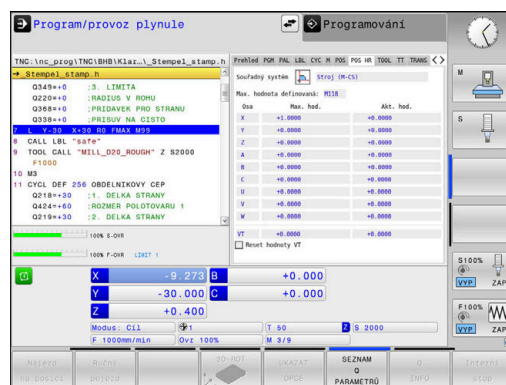 Program/provoz plynule
Programování
TNC:\nc_prog\TNC\BHB\Klar…\_Stempel_stamp.h
→_Stempel_stamp.h
Q349=+0 ;3. LIMITA
Q220=+0 ;RADIUS V ROHU
Q368=+0 ;PRIDAVEK PRO STRANU
Q338=+0 ;PRISUV NA CISTO
7 L Y-30 X+30 R0 FMAX M99
8 CALL LBL "safe"
9 TOOL CALL "MILL_D20_ROUGH" Z S2000
F1000
10 M3
11 CYCL DEF 256 OBDELNIKOVY CEP
Q218=+30 ;1. DELKA STRANY
Q424=+60 ;ROZMER POLOTOVARU 1
Q219=+30 ;2. DELKA STRANY
100% S-OVR
100% F-OVR LIMIT 1
Prehled PGM PAL LBL CYC M POS POS HR TOOL TT TRANS
Souřadný systém Stroj (M-CS)
Max. hodnota definovaná: M118
Osa Max. hod. Akt. hod.
X +1.0000 +0.0000
Y +0.0000 +0.0000
Z +0.0000 +0.0000
A +0.0000 +0.0000
B +0.0000 +0.0000
C +0.0000 +0.0000
U +0.0000 +0.0000
V +0.0000 +0.0000
W +0.0000 +0.0000
VT +0.0000 +0.0000
Reset hodnoty VT
X -9.273 B +0.000
Y -30.000 C +0.000
Z +0.400
Modus: Cíl 1 T 50 Z S 2000
F 1000mm/min Ovr 100% M 3/9
Najezd na posici
Ruční pojezd
3D-ROT
UKAZAT OPCE
SEZNAM Q PARAMETRŮ
Q INFO
Interní stop
M
S
S100%
VYP ZAP
F100%
VYP ZAP